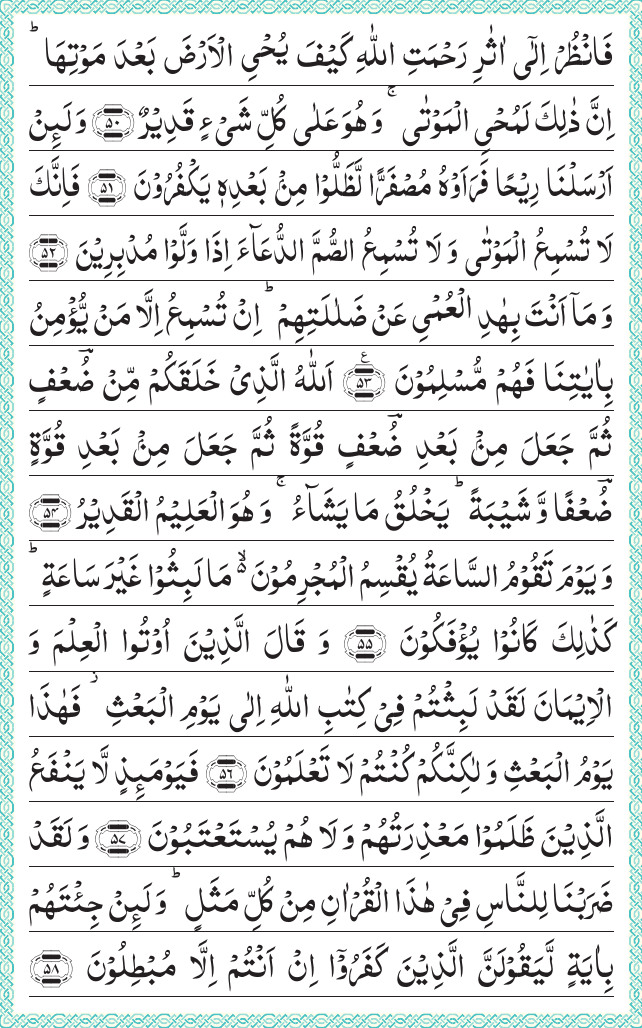 فَانْظُرْ اِلٰۤى اٰثٰرِ رَحْمَتِ اللّٰهِ كَیْفَ یُحْیِ الْاَرْضَ بَعْدَ مَوْتِهَا ؕ
اِنَّ ذٰلِكَ لَمُحْیِ الْمَوْتٰى ۚ وَ هُوَ عَلٰى كُلِّ شَیْءٍ قَدِیْرٌ ﴿۵۰﴾ وَ لَىِٕنْ
اَرْسَلْنَا رِیْحًا فَرَاَوْهُ مُصْفَرًّا لَّظَلُّوْا مِنْۢ بَعْدِهٖ یَكْفُرُوْنَ ﴿۵۱﴾ فَاِنَّكَ
لَا تُسْمِعُ الْمَوْتٰى وَ لَا تُسْمِعُ الصُّمَّ الدُّعَآءَ اِذَا وَلَّوْا مُدْبِرِیْنَ ﴿۵۲﴾
وَ مَاۤ اَنْتَ بِهٰدِ الْعُمْیِ عَنْ ضَلٰلَتِهِمْ ؕ اِنْ تُسْمِعُ اِلَّا مَنْ یُّؤْمِنُ
بِاٰیٰتِنَا فَهُمْ مُّسْلِمُوْنَ ﴿۵۳﴾ۧ اَللّٰهُ الَّذِیْ خَلَقَكُمْ مِّنْ ضُؔعْفٍ
ثُمَّ جَعَلَ مِنْۢ بَعْدِ ضُؔعْفٍ قُوَّةً ثُمَّ جَعَلَ مِنْۢ بَعْدِ قُوَّةٍ
ضُؔعْفًا وَّ شَیْبَةً ؕ یَخْلُقُ مَا یَشَآءُ ۚ وَ هُوَ الْعَلِیْمُ الْقَدِیْرُ ﴿۵۴﴾
وَ یَوْمَ تَقُوْمُ السَّاعَةُ یُقْسِمُ الْمُجْرِمُوْنَ ۙ۬ مَا لَبِثُوْا غَیْرَ سَاعَةٍ ؕ
كَذٰلِكَ كَانُوْا یُؤْفَكُوْنَ ﴿۵۵﴾ وَ قَالَ الَّذِیْنَ اُوْتُوا الْعِلْمَ وَ
الْاِیْمَانَ لَقَدْ لَبِثْتُمْ فِیْ كِتٰبِ اللّٰهِ اِلٰى یَوْمِ الْبَعْثِ ؗ فَهٰذَا
یَوْمُ الْبَعْثِ وَ لٰكِنَّكُمْ كُنْتُمْ لَا تَعْلَمُوْنَ ﴿۵۶﴾ فَیَوْمَىِٕذٍ لَّا یَنْفَعُ
الَّذِیْنَ ظَلَمُوْا مَعْذِرَتُهُمْ وَ لَا هُمْ یُسْتَعْتَبُوْنَ ﴿۵۷﴾ وَ لَقَدْ
ضَرَبْنَا لِلنَّاسِ فِیْ هٰذَا الْقُرْاٰنِ مِنْ كُلِّ مَثَلٍ ؕ وَ لَىِٕنْ جِئْتَهُمْ
بِاٰیَةٍ لَّیَقُوْلَنَّ الَّذِیْنَ كَفَرُوْۤا اِنْ اَنْتُمْ اِلَّا مُبْطِلُوْنَ ﴿۵۸﴾